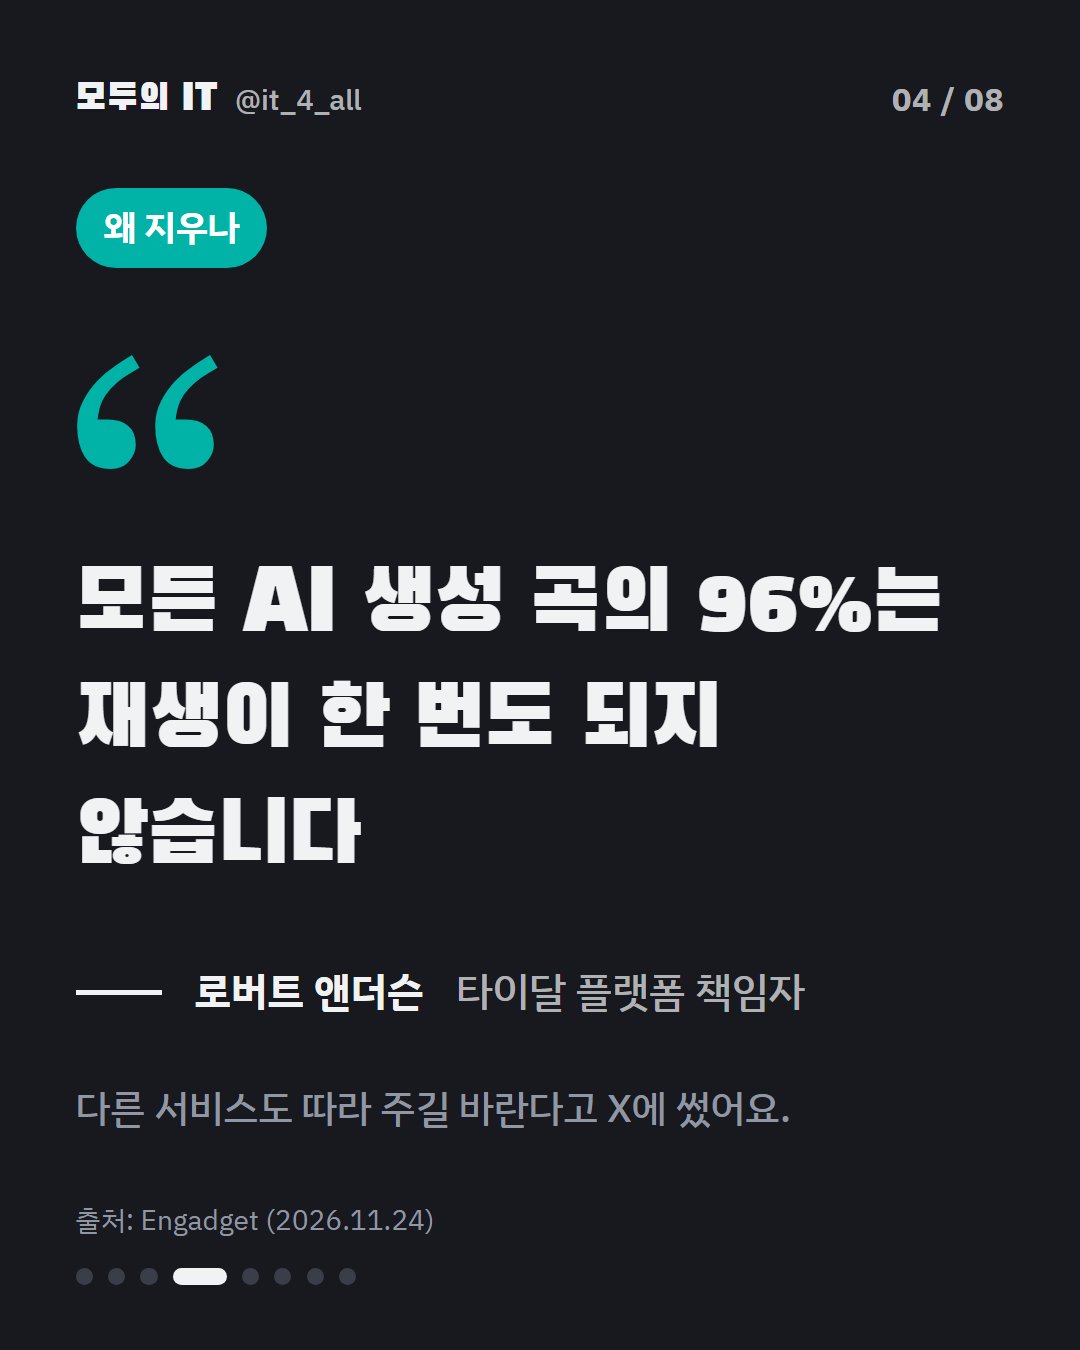 모두의 IT @it_4_all
04 / 08
왜 지우나
“
모든 AI 생성 곡의 96%는
재생이 한 번도 되지
않습니다
로버트 앤더슨 타이달 플랫폼 책임자
다른 서비스도 따라 주길 바란다고 X에 썼어요.
출처: Engadget (2026.11.24)